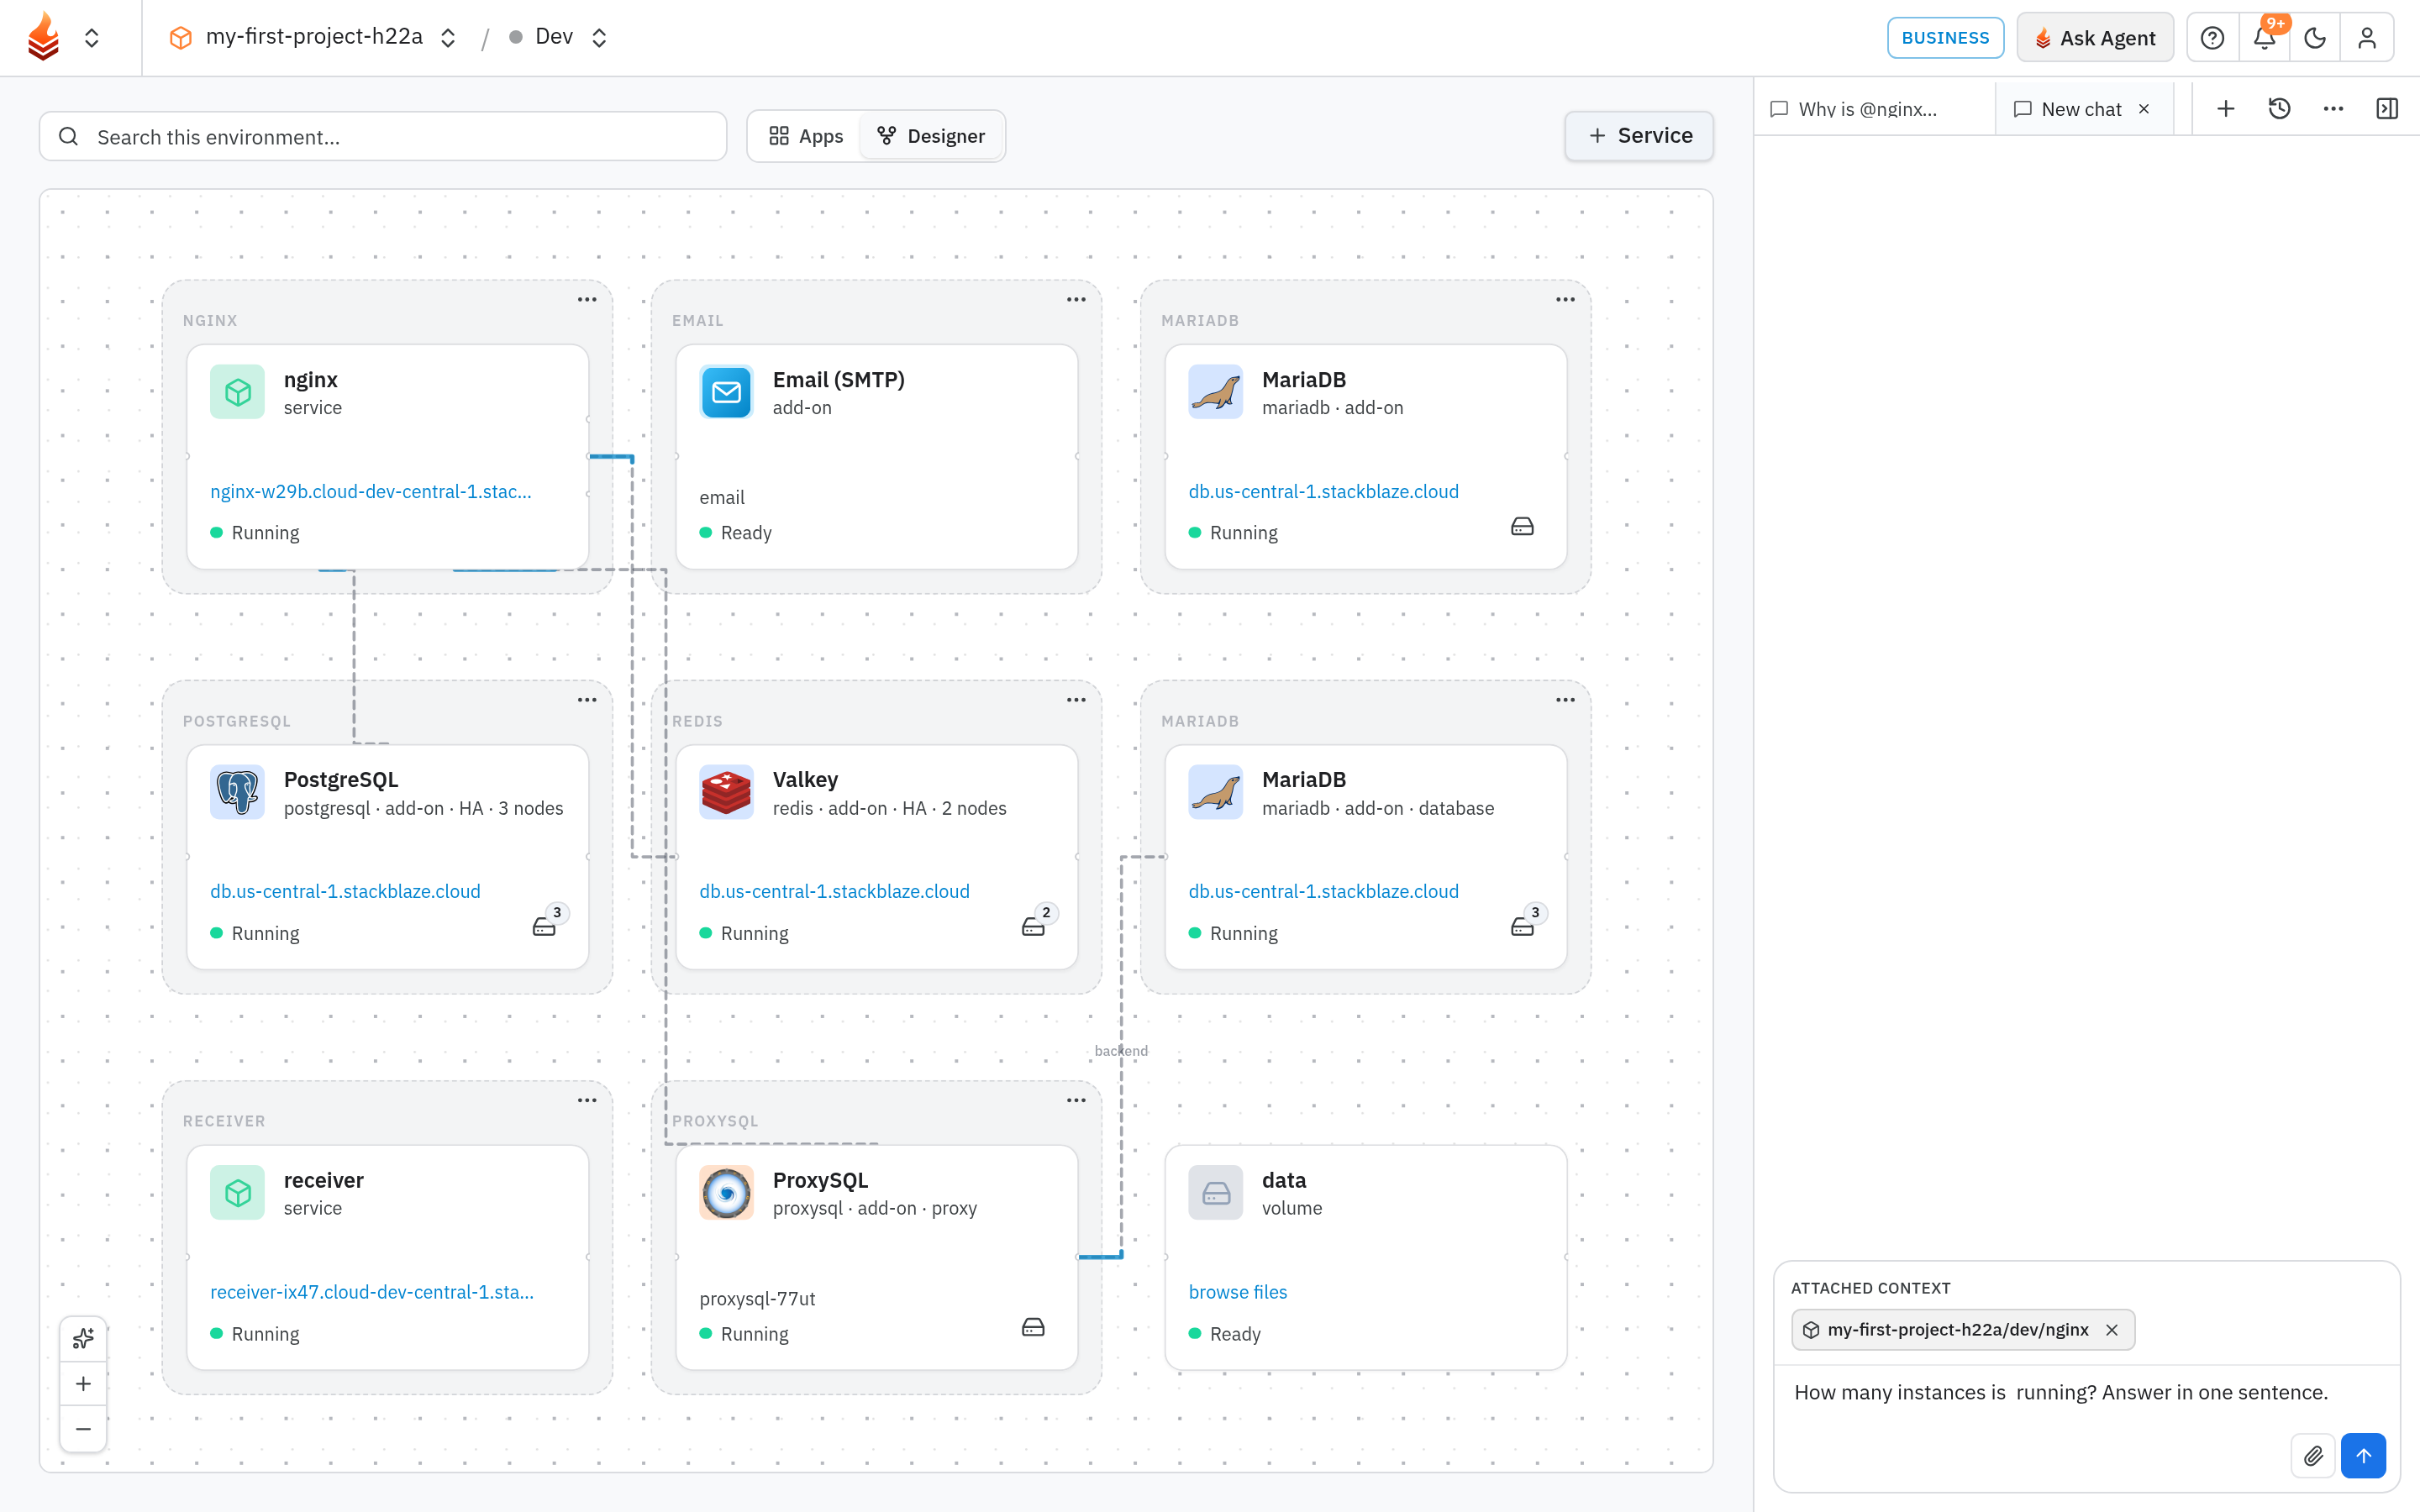 my-first-project-h22a / Dev
BUSINESS
Ask Agent
9+
Search this environment...
Apps
Designer
+ Service
Why is @nginx...
New chat
NGINX
nginx
service
nginx-w29b.cloud-dev-central-1.stac...
Running
EMAIL
Email (SMTP)
add-on
email
Ready
MARIADB
MariaDB
mariadb · add-on
db.us-central-1.stackblaze.cloud
Running
POSTGRESQL
PostgreSQL
postgresql · add-on · HA · 3 nodes
db.us-central-1.stackblaze.cloud
3
Running
REDIS
Valkey
redis · add-on · HA · 2 nodes
db.us-central-1.stackblaze.cloud
2
Running
MARIADB
MariaDB
mariadb · add-on · database
db.us-central-1.stackblaze.cloud
3
Running
backend
RECEIVER
receiver
service
receiver-ix47.cloud-dev-central-1.sta...
Running
PROXYSQL
ProxySQL
proxysql · add-on · proxy
proxysql-77ut
Running
data
volume
browse files
Ready
ATTACHED CONTEXT
my-first-project-h22a/dev/nginx
How many instances is  running? Answer in one sentence.